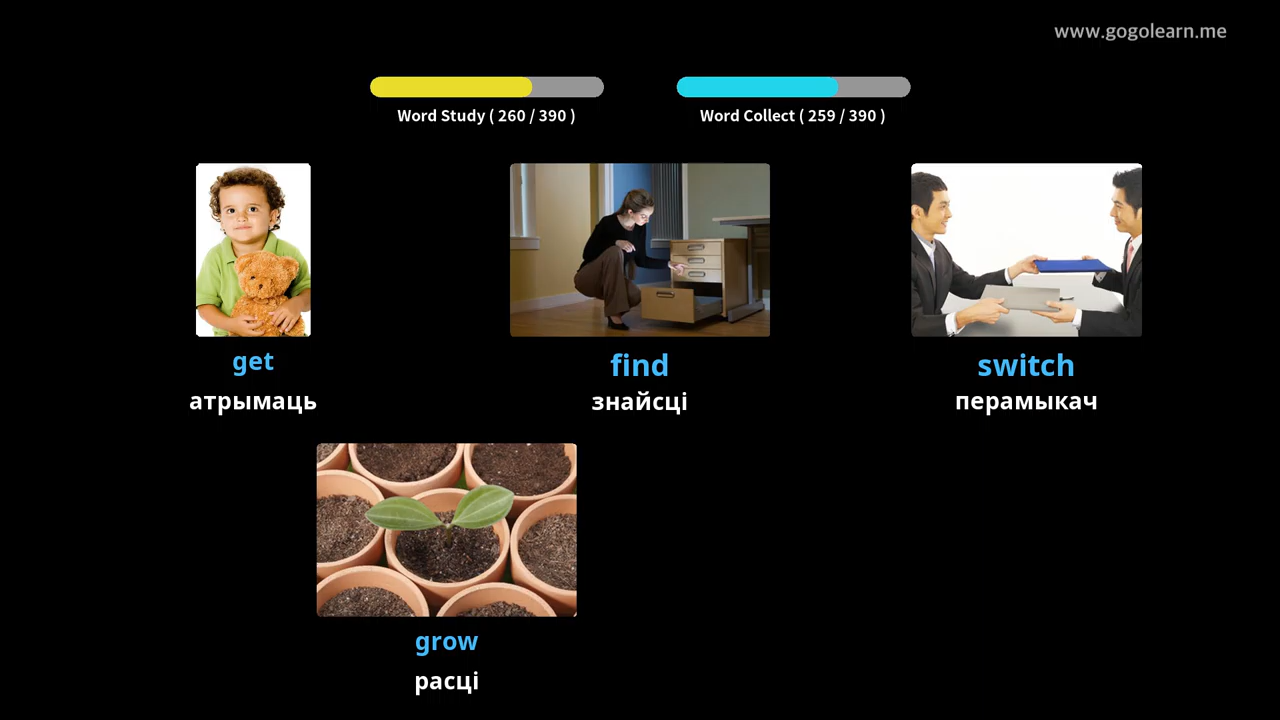 www.gogolearn.me
Word Study ( 260 / 390 )
Word Collect ( 259 / 390 )
get
атрымаць
find
знайсці
switch
перамыкач
grow
расці